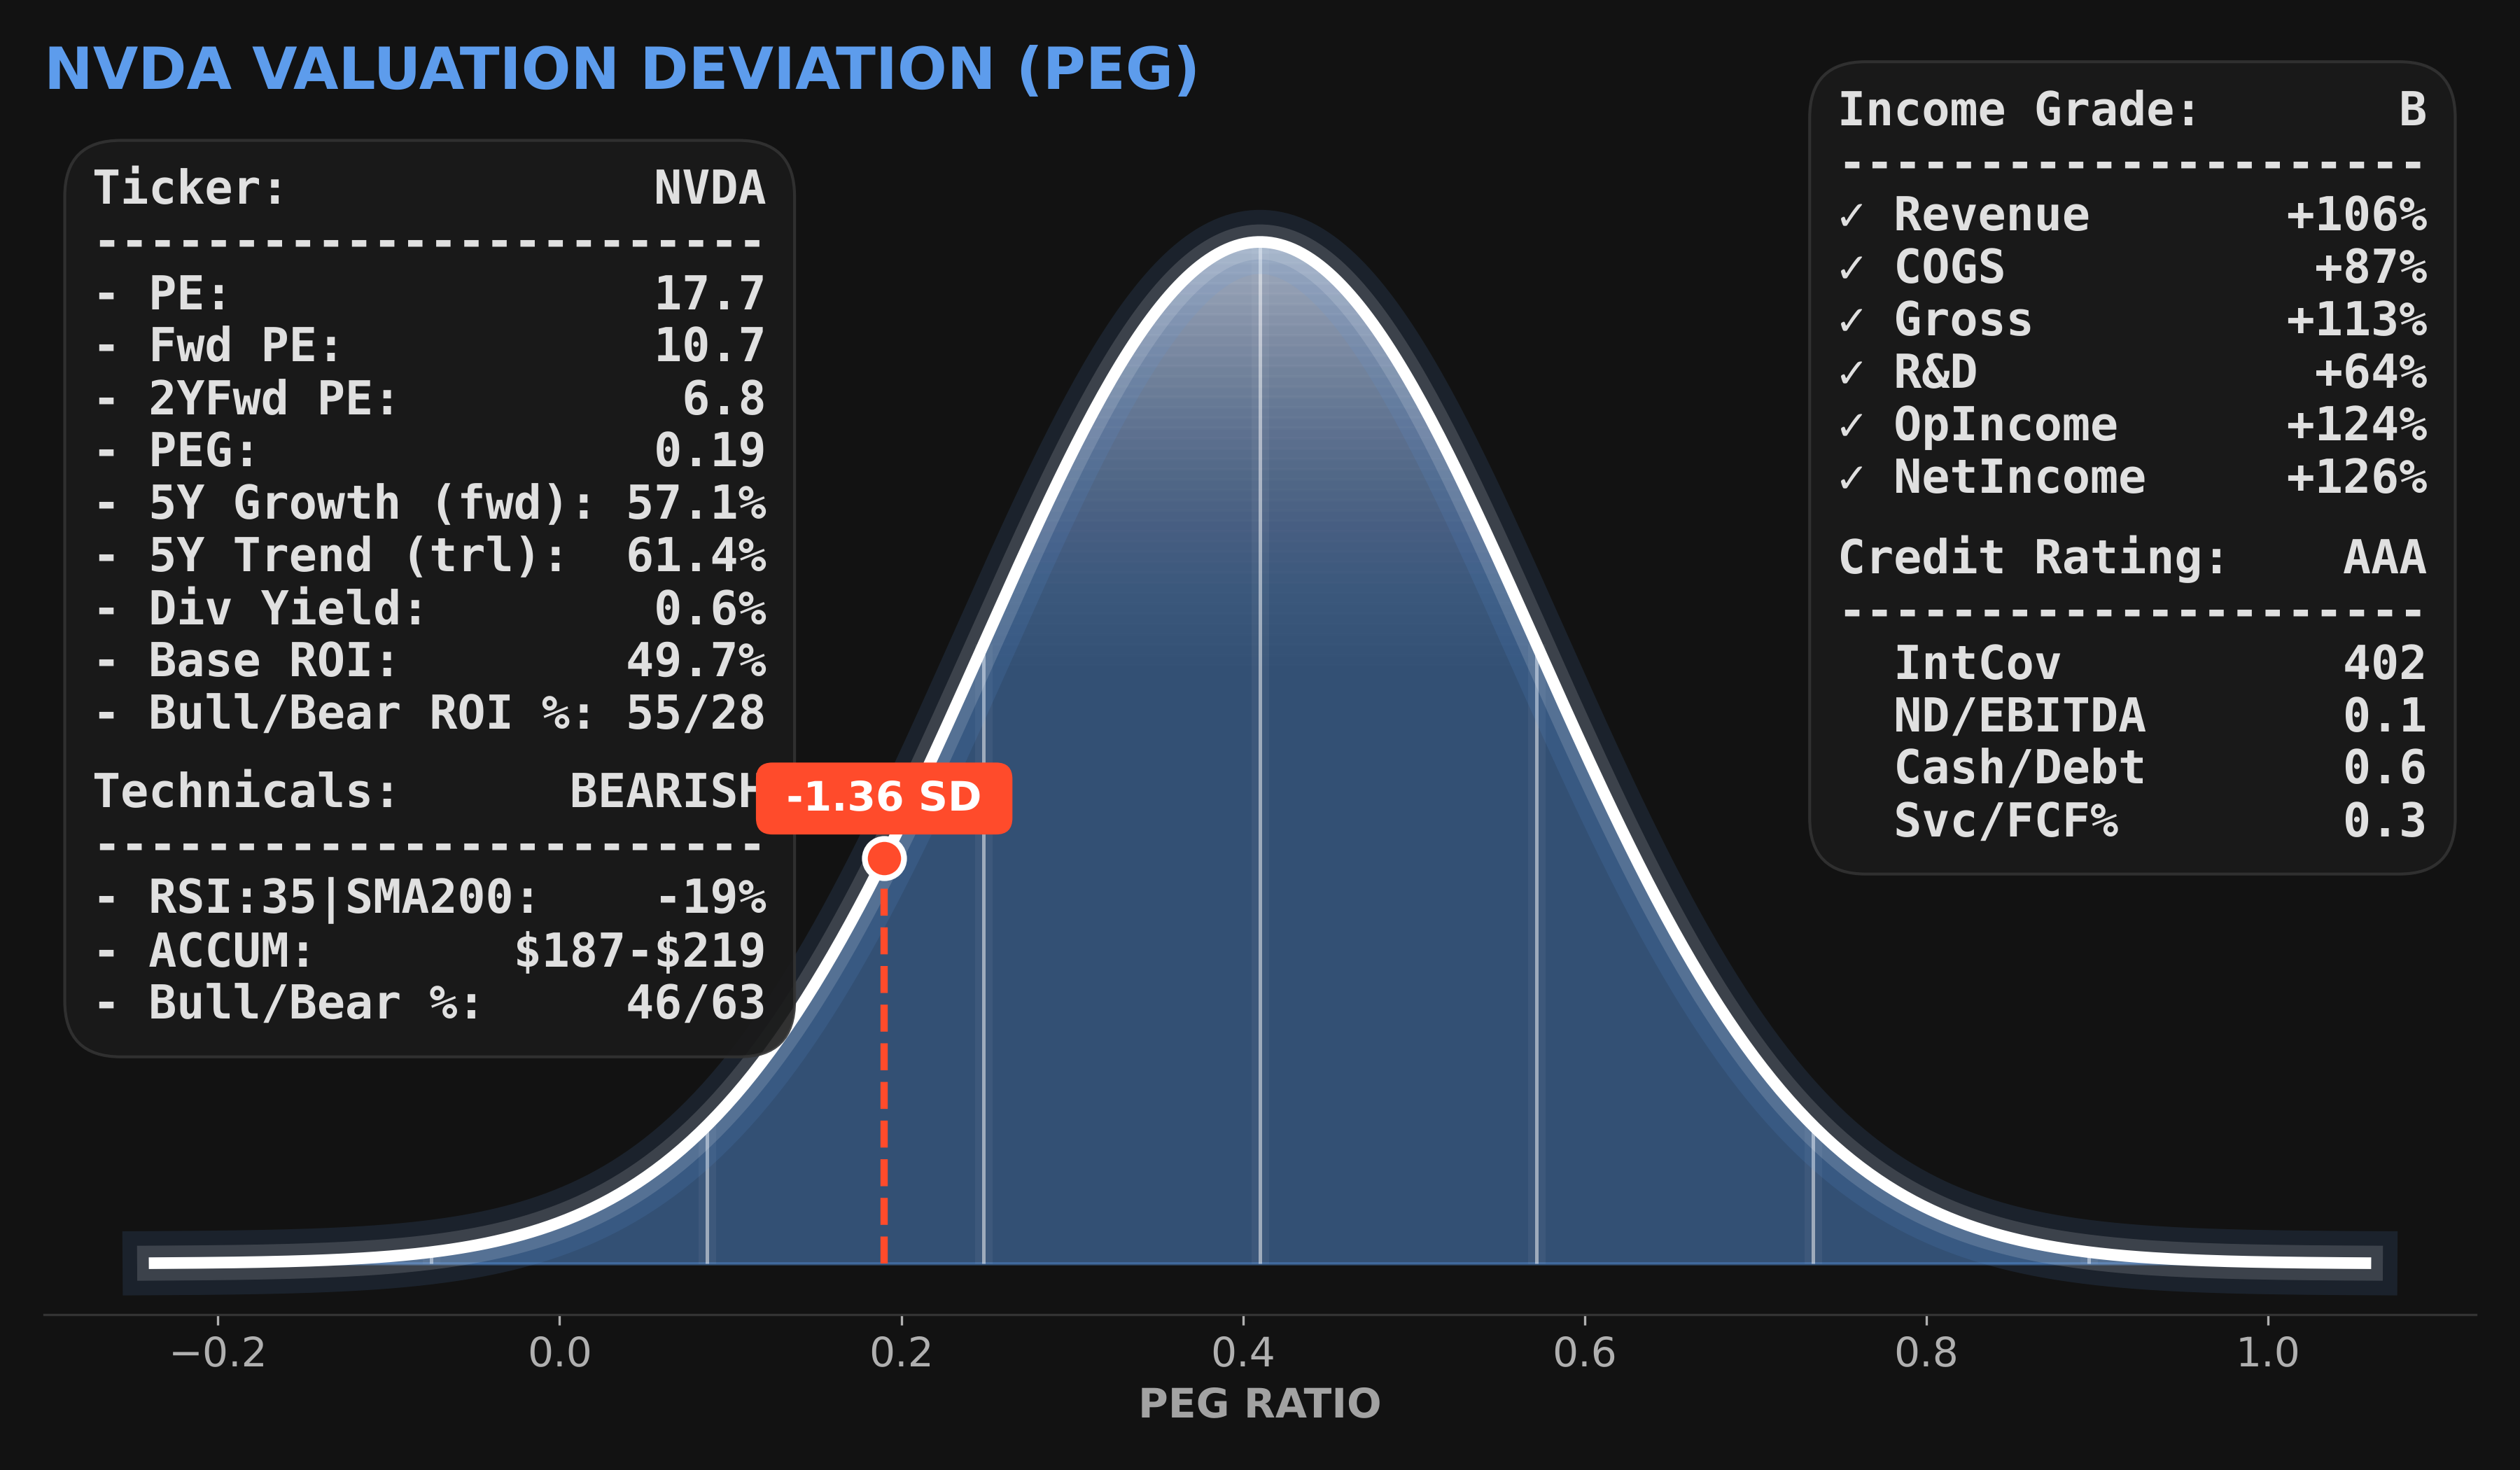 NVDA VALUATION DEVIATION (PEG)
Ticker: NVDA
--------------------------
- PE: 17.7
- Fwd PE: 10.7
- 2YFwd PE: 6.8
- PEG: 0.19
- 5Y Growth (fwd): 57.1%
- 5Y Trend (trl): 61.4%
- Div Yield: 0.6%
- Base ROI: 49.7%
- Bull/Bear ROI %: 55/28
Technicals: BEARISH
------------------------
- RSI:35|SMA200: -19%
- ACCUM: $187-$219
- Bull/Bear %: 46/63
-1.36 SD
Income Grade: B
---------------------
✓ Revenue +106%
✓ COGS +87%
✓ Gross +113%
✓ R&D +64%
✓ OpIncome +124%
✓ NetIncome +126%
Credit Rating: AAA
---------------------
IntCov 402
ND/EBITDA 0.1
Cash/Debt 0.6
Svc/FCF% 0.3
−0.2 0.0 0.2 0.4 0.6 0.8 1.0
PEG RATIO